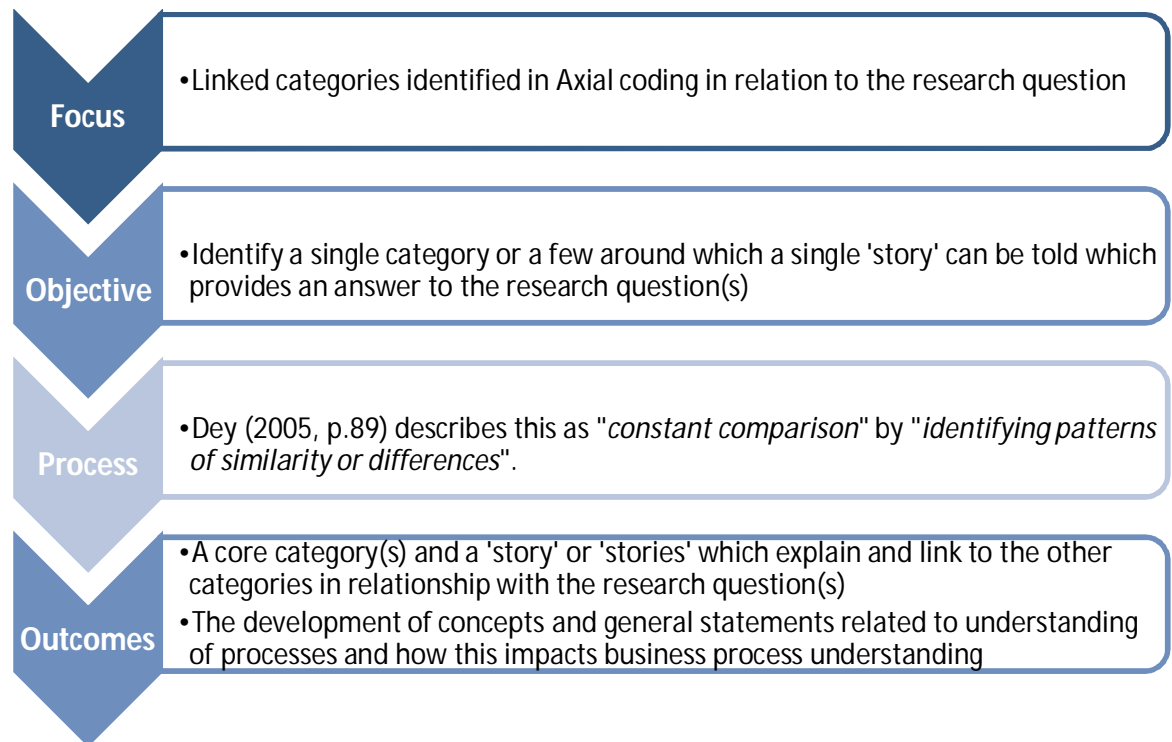 Focus
•Linked categories identified in Axial coding in relation to the research question
Objective
•Identify a single category or a few around which a single 'story' can be told which
provides an answer to the research question(s)
Process
•Dey (2005, p.89) describes this as "constant comparison" by "identifying patterns
of similarity or differences".
Outcomes
•A core category(s) and a 'story' or 'stories' which explain and link to the other
categories in relationship with the research question(s)
•The development of concepts and general statements related to understanding
of processes and how this impacts business process understanding